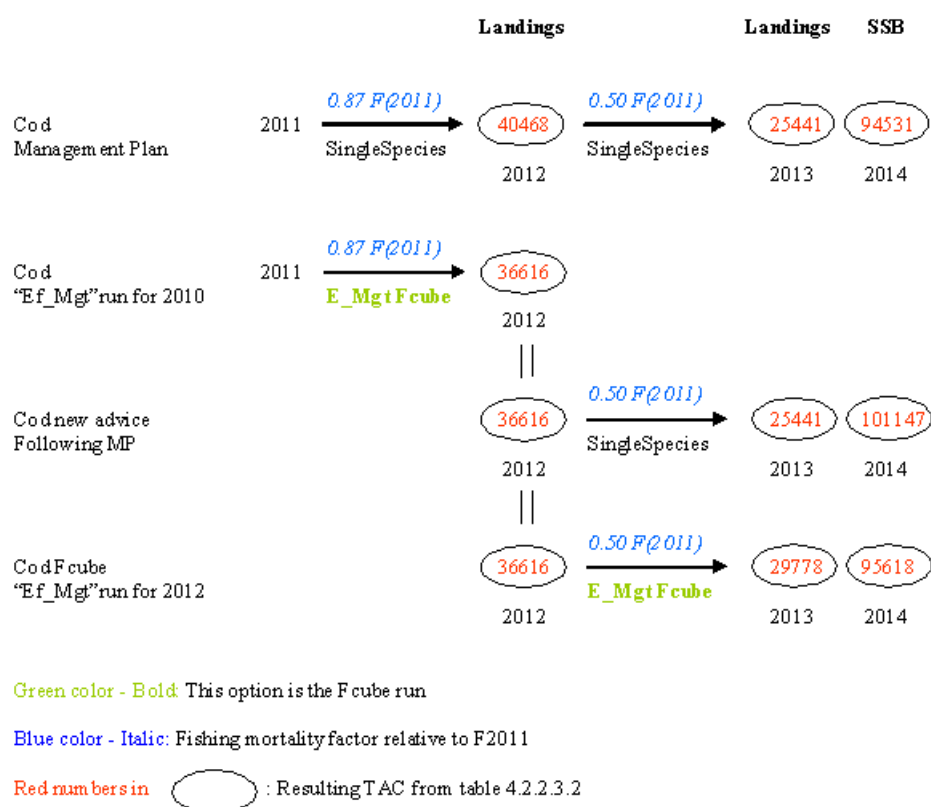 Landings Landings SSB
0.87 F(2011) 0.50 F(2011)
Cod 2011 40468 25441 94531
Management Plan SingleSpecies SingleSpecies
2012 2013 2014
0.87 F(2011)
Cod 2011 36616
"Ef_Mgt" run for 2010 E_Mgt Fcube
2012
0.50 F(2011)
Cod new advice 36616 25441 101147
Following MP SingleSpecies
2012 2013 2014
0.50 F(2011)
Cod Fcube 36616 29778 95618
"Ef_Mgt" run for 2012 E_Mgt Fcube
2012 2013 2014
Green color - Bold: This option is the Fcube run
Blue color - Italic: Fishing mortality factor relative to F2011
Red numbers in : Resulting TAC from table 4.2.2.3.2